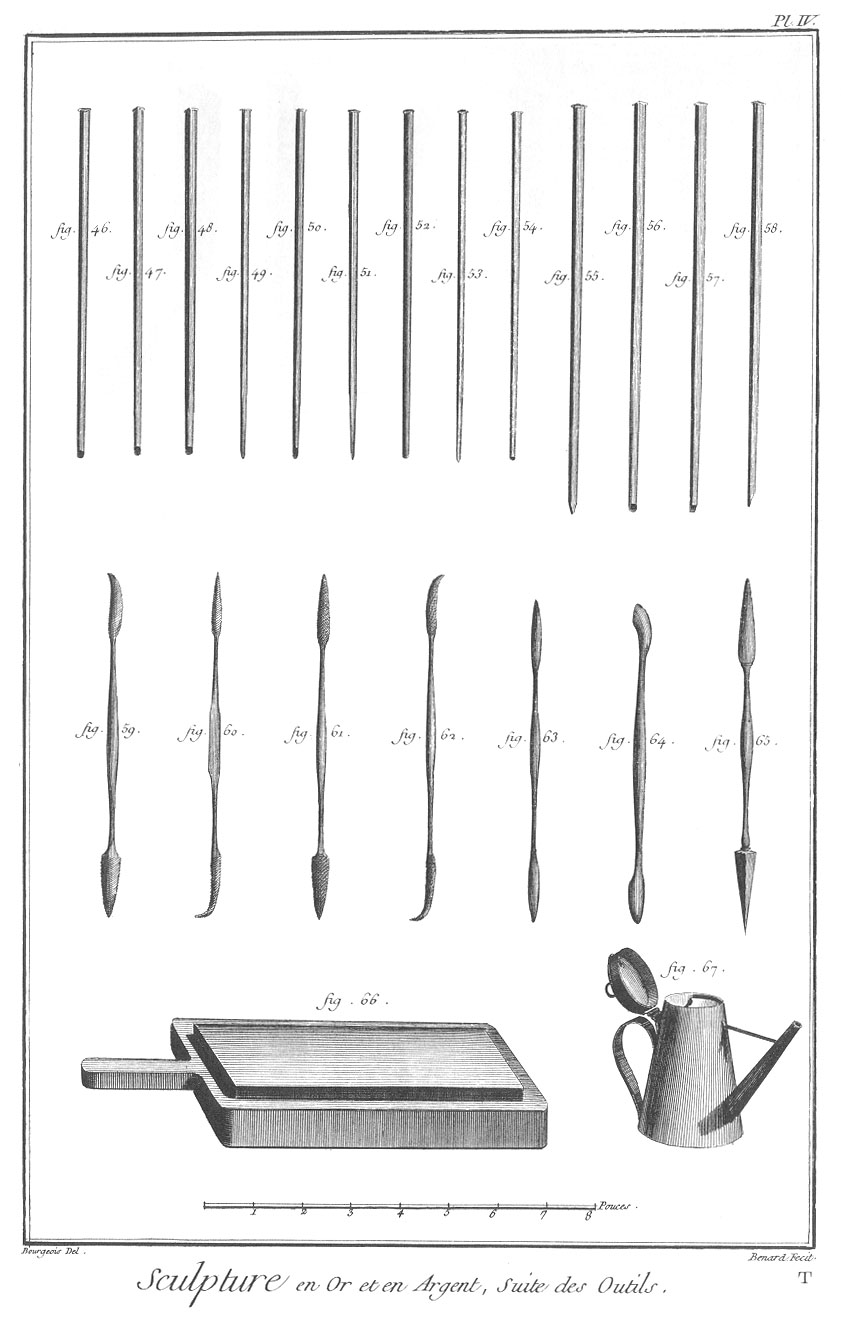 Pl. IV.
fig. 46. fig. 48. fig. 50. fig. 52. fig. 54. fig. 56. fig. 58.
fig. 47. fig. 49. fig. 51. fig. 53. fig. 55. fig. 57.
fig. 59. fig. 60. fig. 61. fig. 62. fig. 63. fig. 64. fig. 65.
fig. 67.
fig. 66.
1 2 3 4 5 6 7 8 Pouces.
Bourgeois Del.
Benard Fecit.
Sculpture en Or et en Argent, Suite des Outils.
T